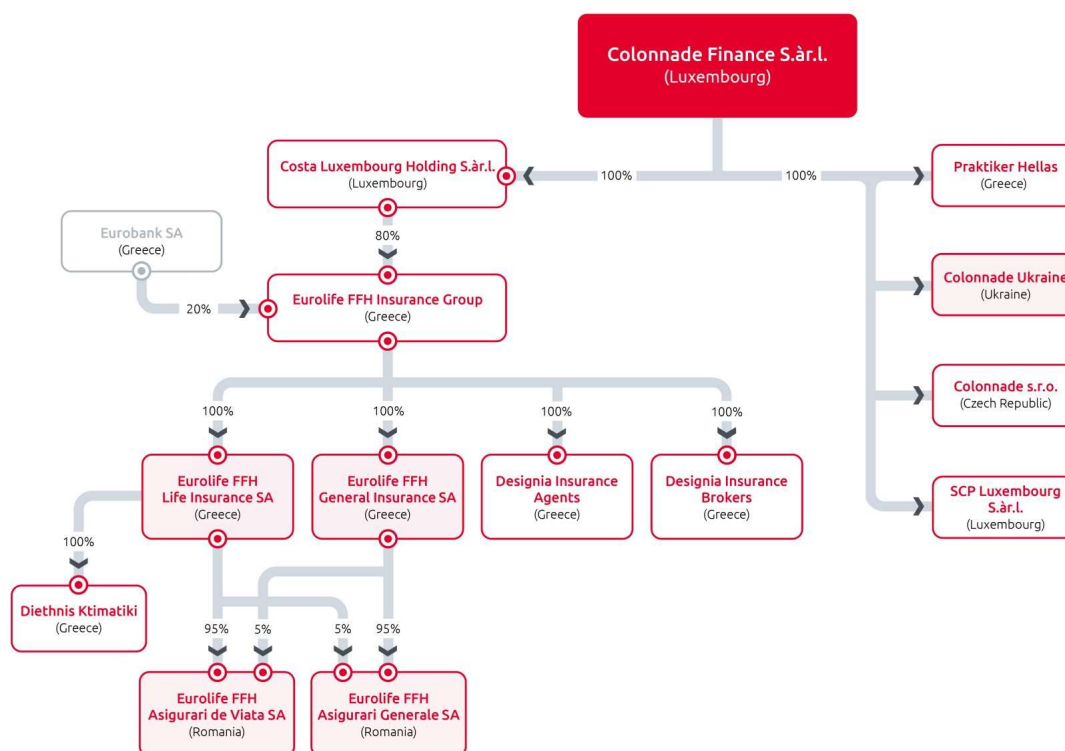 Colonnade Finance S.àr.l.
(Luxembourg)
Costa Luxembourg Holding S.àr.l.
(Luxembourg)
100%
100%
Praktiker Hellas
(Greece)
Eurobank SA
(Greece)
80%
Colonnade Ukraine
(Ukraine)
20%
Eurolife FFH Insurance Group
(Greece)
Colonnade s.r.o.
(Czech Republic)
100%
100%
100%
100%
Eurolife FFH
Life Insurance SA
(Greece)
Eurolife FFH
General Insurance SA
(Greece)
Designia Insurance
Agents
(Greece)
Designia Insurance
Brokers
(Greece)
SCP Luxembourg
S.àr.l.
(Luxembourg)
100%
Diethnis Ktimatiki
(Greece)
95%
5%
5%
95%
Eurolife FFH
Asigurari de Viata SA
(Romania)
Eurolife FFH
Asigurari Generale SA
(Romania)